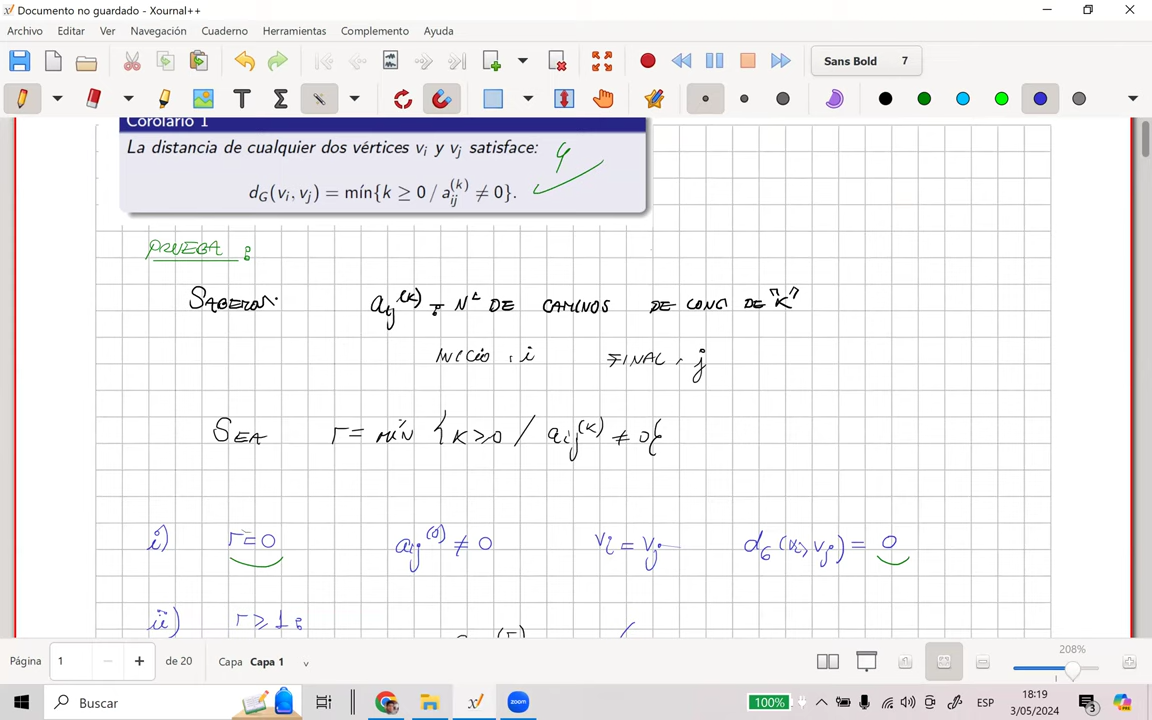 Documento no guardado - Xournal++
Archivo Editar Ver Navegación Cuaderno Herramientas Complemento Ayuda
Sans Bold 7
Corolario 1
La distancia de cualquier dos vértices vi y vj satisface:
dG(vi, vj) = mín{k ≥ 0 / aij^(k) ≠ 0}.
PRUEBA :
SABEMOS: aij^(k) = Nº DE CAMINOS DE LONG DE "K"
INICIO : i FINAL : j
SEA r = mín {k ≥ 0 / aij^(k) ≠ 0}
i) r = 0 aij^(0) ≠ 0 vi = vj dG(vi, vj) = 0
ii) r ≥ 1 :
Página 1 de 20 Capa Capa 1 208%
Buscar 100% ESP 18:19
3/05/2024 3